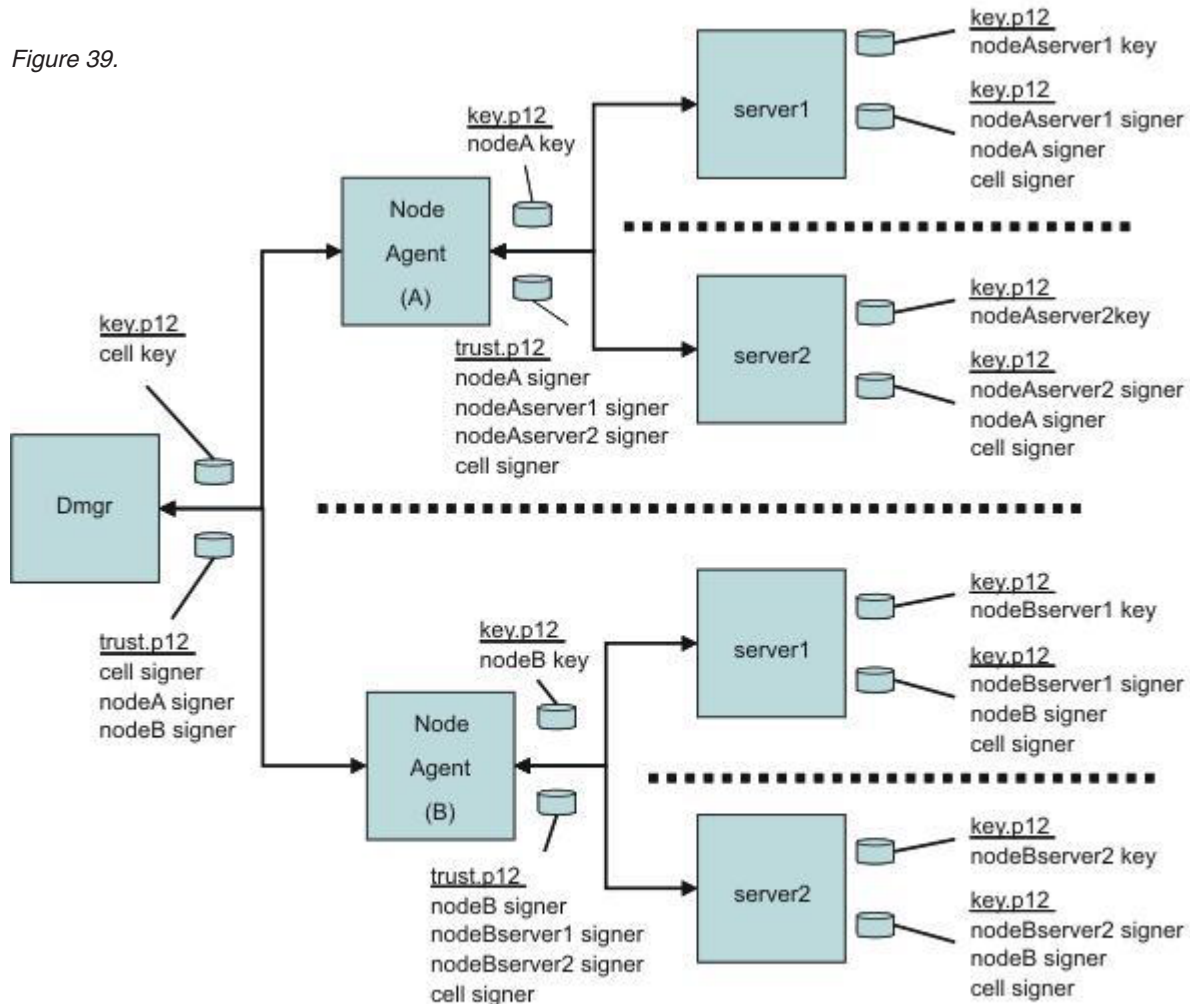 Figure 39.
key.p12
nodeAserver1 key
key.p12
nodeAserver1 signer
nodeA signer
cell signer
server1
key.p12
nodeA key
Node
Agent
(A)
trust.p12
nodeA signer
nodeAserver1 signer
nodeAserver2 signer
cell signer
key.p12
nodeAserver2key
key.p12
nodeAserver2 signer
nodeA signer
cell signer
server2
key.p12
cell key
Dmgr
trust.p12
cell signer
nodeA signer
nodeB signer
key.p12
nodeBserver1 key
key.p12
nodeBserver1 signer
nodeB signer
cell signer
server1
key.p12
nodeB key
Node
Agent
(B)
trust.p12
nodeB signer
nodeBserver1 signer
nodeBserver2 signer
cell signer
key.p12
nodeBserver2 key
key.p12
nodeBserver2 signer
nodeB signer
cell signer
server2